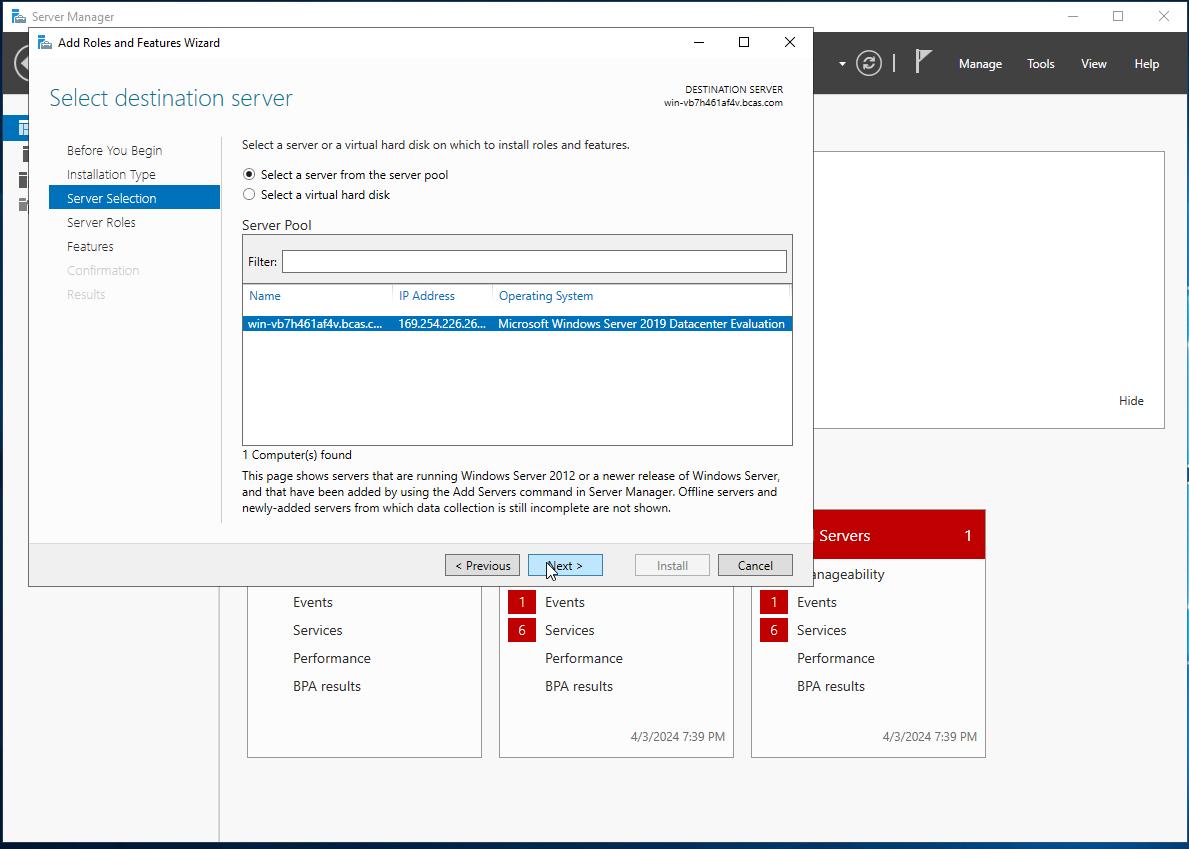 Server Manager
Add Roles and Features Wizard
Manage
Tools
View
Help
Select destination server
DESTINATION SERVER
win-vb7h461af4v.bcas.com
Before You Begin
Installation Type
Server Selection
Server Roles
Features
Confirmation
Results
Select a server or a virtual hard disk on which to install roles and features.
Select a server from the server pool
Select a virtual hard disk
Server Pool
Filter:
Name IP Address Operating System
win-vb7h461af4v.bcas.c... 169.254.226.26... Microsoft Windows Server 2019 Datacenter Evaluation
1 Computer(s) found
This page shows servers that are running Windows Server 2012 or a newer release of Windows Server,
and that have been added by using the Add Servers command in Server Manager. Offline servers and
newly-added servers from which data collection is still incomplete are not shown.
< Previous
Next >
Install
Cancel
Hide
Events
Services
Performance
BPA results
1 Events
6 Services
Performance
BPA results
4/3/2024 7:39 PM
Servers 1
anageability
1 Events
6 Services
Performance
BPA results
4/3/2024 7:39 PM